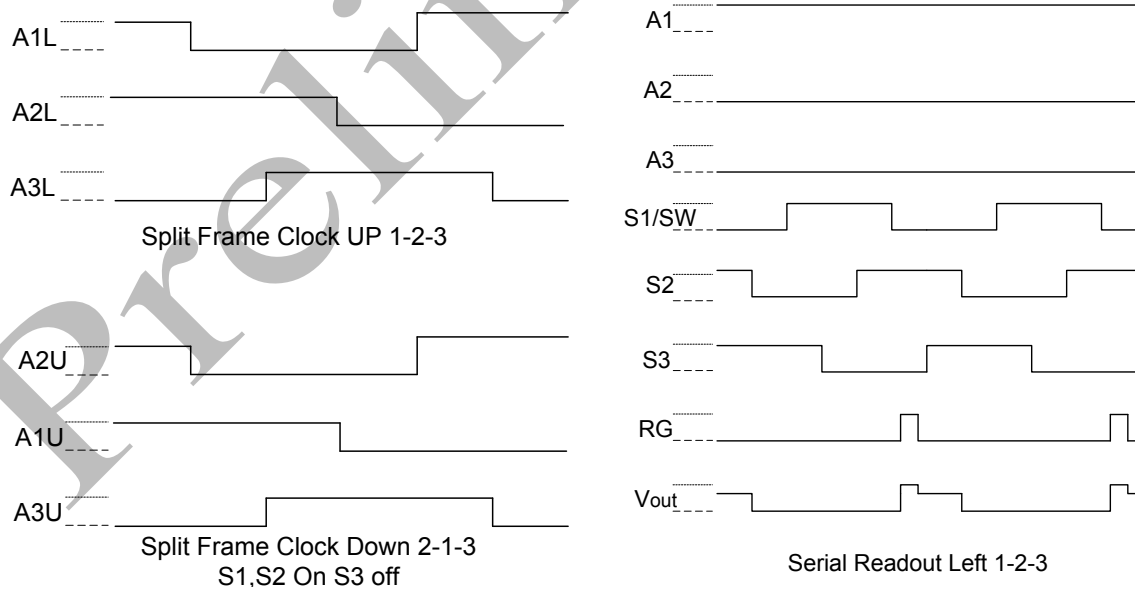 A1L
A2L
A3L
Split Frame Clock UP 1-2-3
A2U
A1U
A3U
Split Frame Clock Down 2-1-3
S1,S2 On S3 off
A1
A2
A3
S1/SW
S2
S3
RG
Vout
Serial Readout Left 1-2-3
Prelin